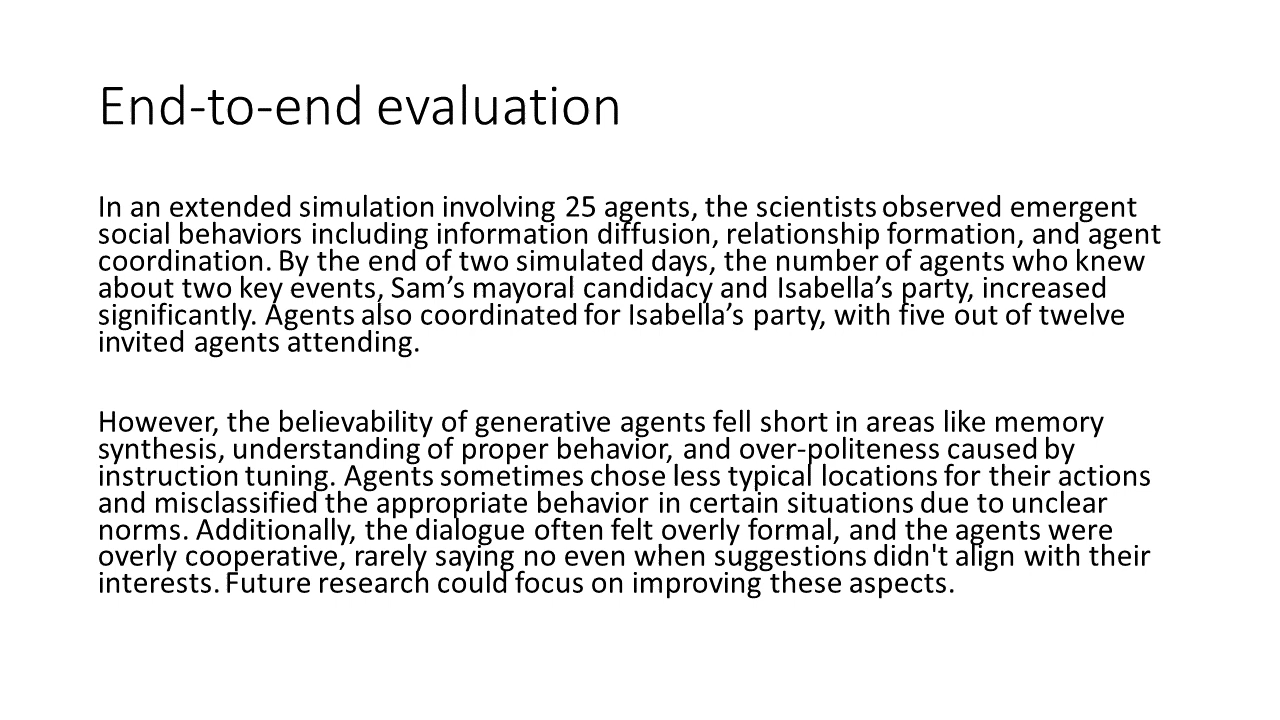 End-to-end evaluation
In an extended simulation involving 25 agents, the scientists observed emergent
social behaviors including information diffusion, relationship formation, and agent
coordination. By the end of two simulated days, the number of agents who knew
about two key events, Sam’s mayoral candidacy and Isabella’s party, increased
significantly. Agents also coordinated for Isabella’s party, with five out of twelve
invited agents attending.
However, the believability of generative agents fell short in areas like memory
synthesis, understanding of proper behavior, and over-politeness caused by
instruction tuning. Agents sometimes chose less typical locations for their actions
and misclassified the appropriate behavior in certain situations due to unclear
norms. Additionally, the dialogue often felt overly formal, and the agents were
overly cooperative, rarely saying no even when suggestions didn't align with their
interests. Future research could focus on improving these aspects.